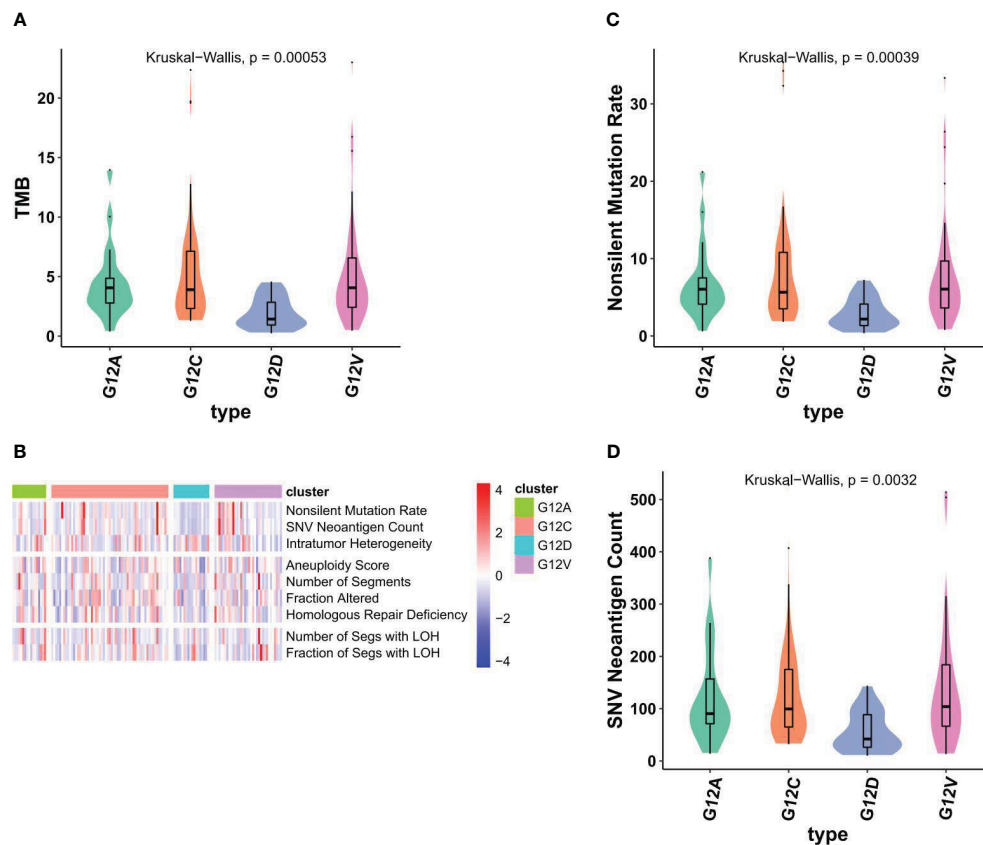 A
Kruskal-Wallis, p = 0.00053
TMB
20
15
10
5
0
G12A
G12C
G12D
G12V
type
C
Kruskal-Wallis, p = 0.00039
Nonsilent Mutation Rate
30
20
10
0
G12A
G12C
G12D
G12V
type
B
cluster
Nonsilent Mutation Rate
SNV Neoantigen Count
Intratumor Heterogeneity
Aneuploidy Score
Number of Segments
Fraction Altered
Homologous Repair Deficiency
Number of Segs with LOH
Fraction of Segs with LOH
4
2
0
−2
−4
cluster
G12A
G12C
G12D
G12V
D
Kruskal-Wallis, p = 0.0032
SNV Neoantigen Count
500
400
300
200
100
0
G12A
G12C
G12D
G12V
type